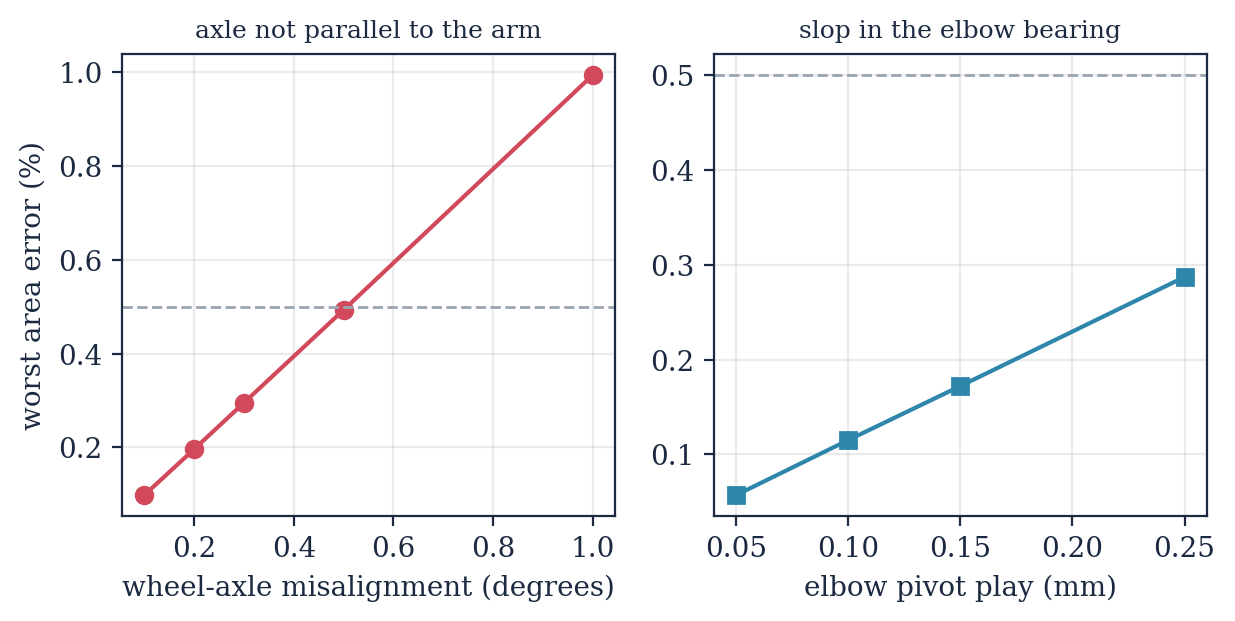 axle not parallel to the arm
worst area error (%)
1.0
0.8
0.6
0.4
0.2
0.2 0.4 0.6 0.8 1.0
wheel-axle misalignment (degrees)
slop in the elbow bearing
0.5
0.4
0.3
0.2
0.1
0.05 0.10 0.15 0.20 0.25
elbow pivot play (mm)